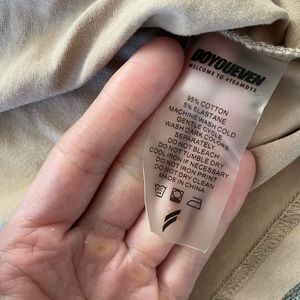 DOYOUEVEN
WELCOME TO #TEAMDYE
95% COTTON
5% ELASTANE
MACHINE WASH COLD
GENTLE CYCLE
WASH DARK COLORS
SEPARATELY
DO NOT BLEACH
DO NOT TUMBLE DRY
COOL IRON IF NECESSARY
DO NOT IRON PRINT
DO NOT DRY CLEAN
MADE IN CHINA